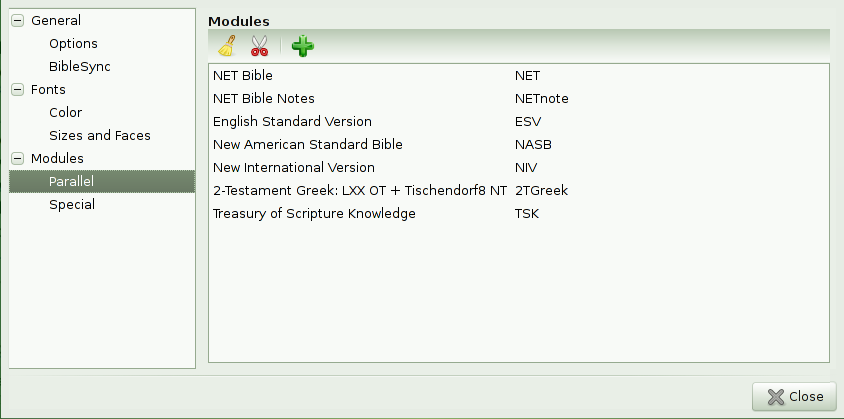 General
Options
BibleSync
Fonts
Color
Sizes and Faces
Modules
Parallel
Special
Modules
NET Bible NET
NET Bible Notes NETnote
English Standard Version ESV
New American Standard Bible NASB
New International Version NIV
2-Testament Greek: LXX OT + Tischendorf8 NT 2TGreek
Treasury of Scripture Knowledge TSK
Close